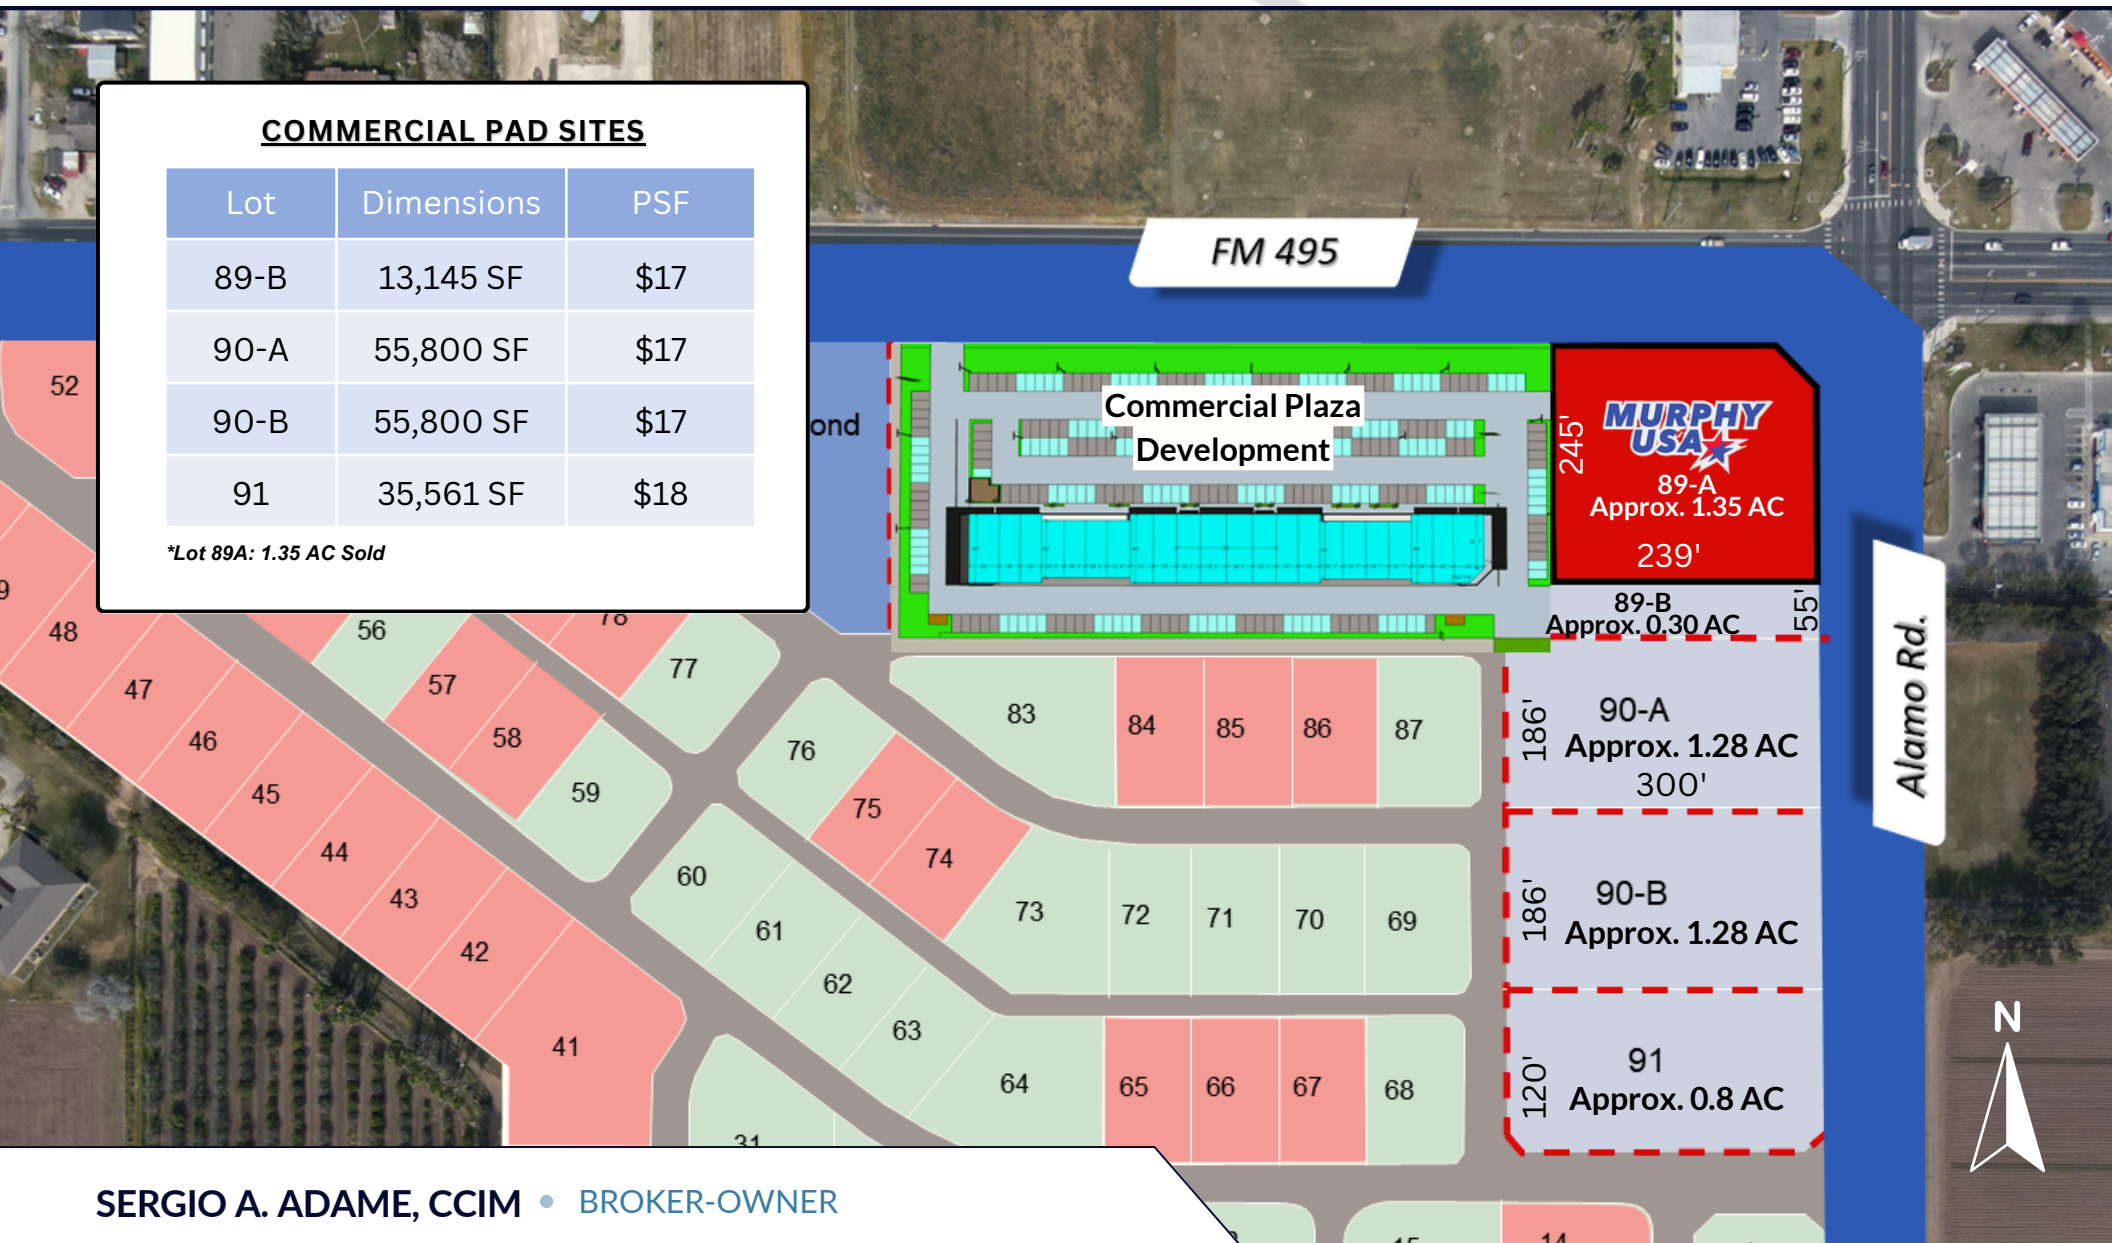 COMMERCIAL PAD SITES
Lot Dimensions PSF
89-B 13,145 SF $17
90-A 55,800 SF $17
90-B 55,800 SF $17
91 35,561 SF $18
*Lot 89A: 1.35 AC Sold
FM 495
52
ond
Commercial Plaza
Development
245'
MURPHY
USA
89-A
Approx. 1.35 AC
239'
89-B
Approx. 0.30 AC
55'
Alamo Rd.
9
48
47
46
45
44
43
42
41
56
57
58
59
78
77
76
75
74
73
72
71
70
69
83
84
85
86
87
60
61
62
63
64
65
66
67
68
31
186'
90-A
Approx. 1.28 AC
300'
186'
90-B
Approx. 1.28 AC
120'
91
Approx. 0.8 AC
N
15
14
SERGIO A. ADAME, CCIM • BROKER-OWNER